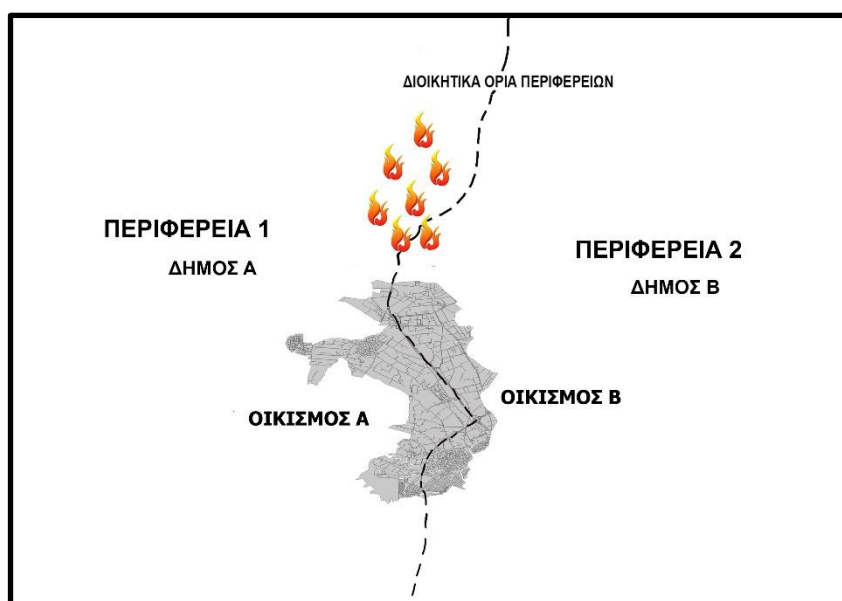 ΔΙΟΙΚΗΤΙΚΑ ΟΡΙΑ ΠΕΡΙΦΕΡΕΙΩΝ
ΠΕΡΙΦΕΡΕΙΑ 1
ΔΗΜΟΣ Α
ΠΕΡΙΦΕΡΕΙΑ 2
ΔΗΜΟΣ Β
ΟΙΚΙΣΜΟΣ Β
ΟΙΚΙΣΜΟΣ Α